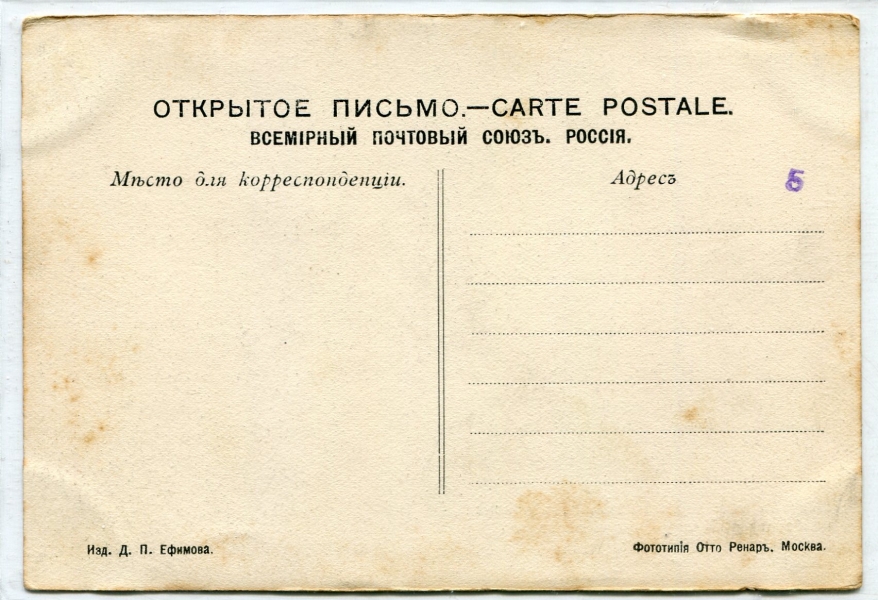 ОТКРЫТОЕ ПИСЬМО.—CARTE POSTALE.
ВСЕМІРНЫЙ ПОЧТОВЫЙ СОЮЗЪ. РОССІЯ.
Мѣсто для корреспонденціи.
Адресъ
5
Изд. Д. П. Ефимова.
Фототипія Отто Ренаръ, Москва.